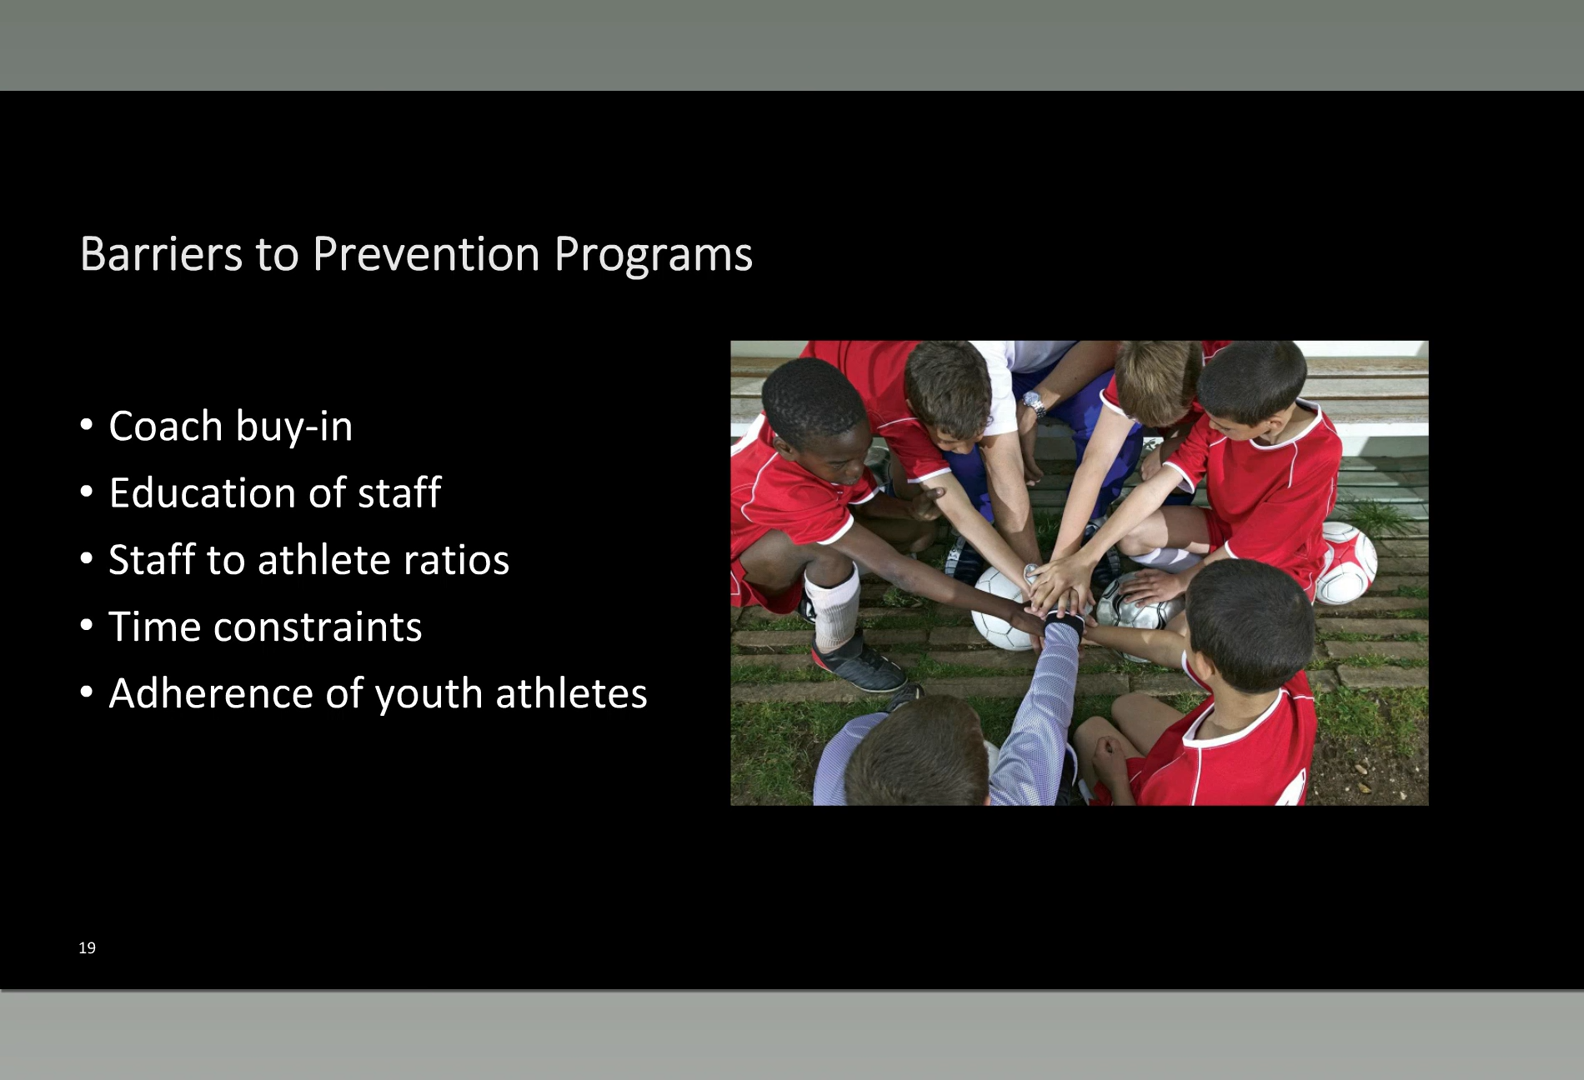 Barriers to Prevention Programs
• Coach buy-in
• Education of staff
• Staff to athlete ratios
• Time constraints
• Adherence of youth athletes
19